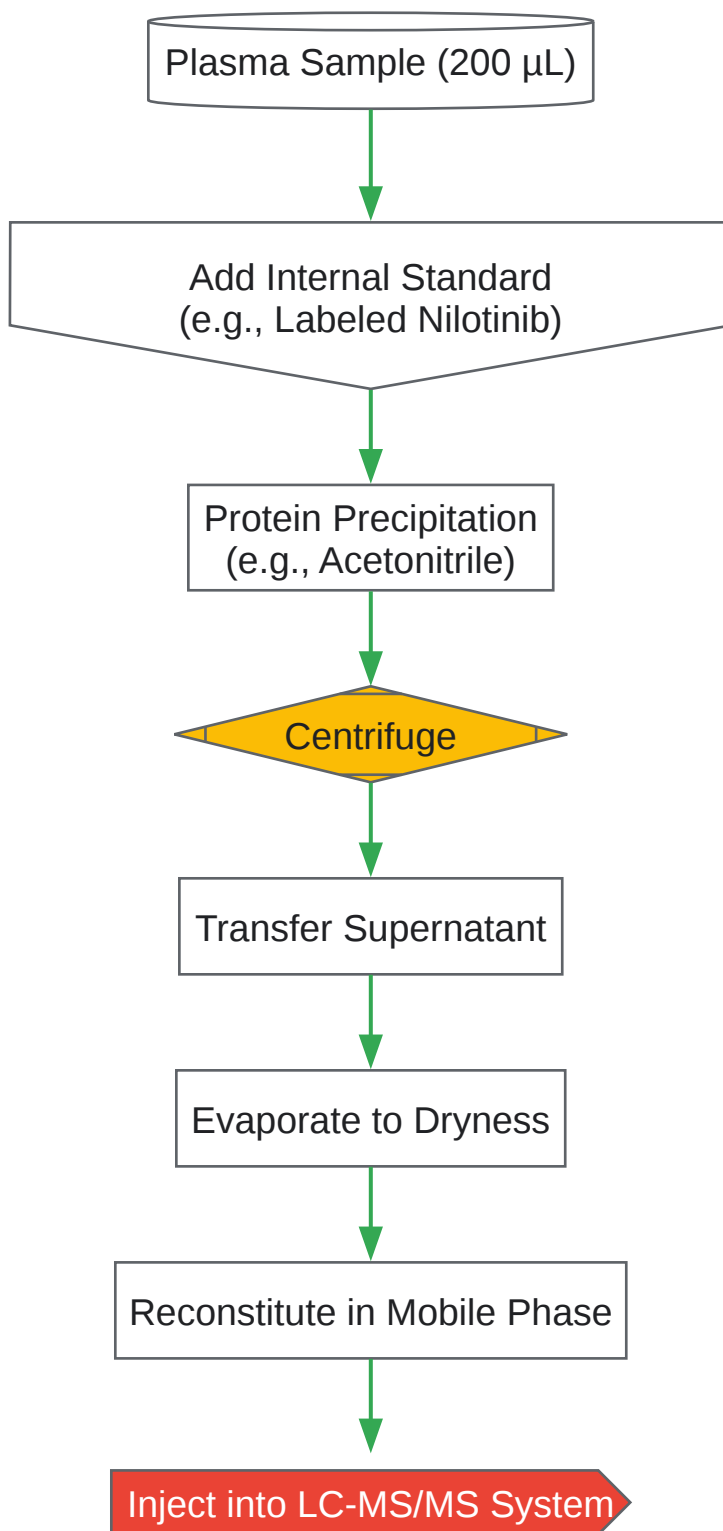 Plasma Sample (200 µL)
Add Internal Standard
(e.g., Labeled Nilotinib)
Protein Precipitation
(e.g., Acetonitrile)
Centrifuge
Transfer Supernatant
Evaporate to Dryness
Reconstitute in Mobile Phase
Inject into LC-MS/MS System